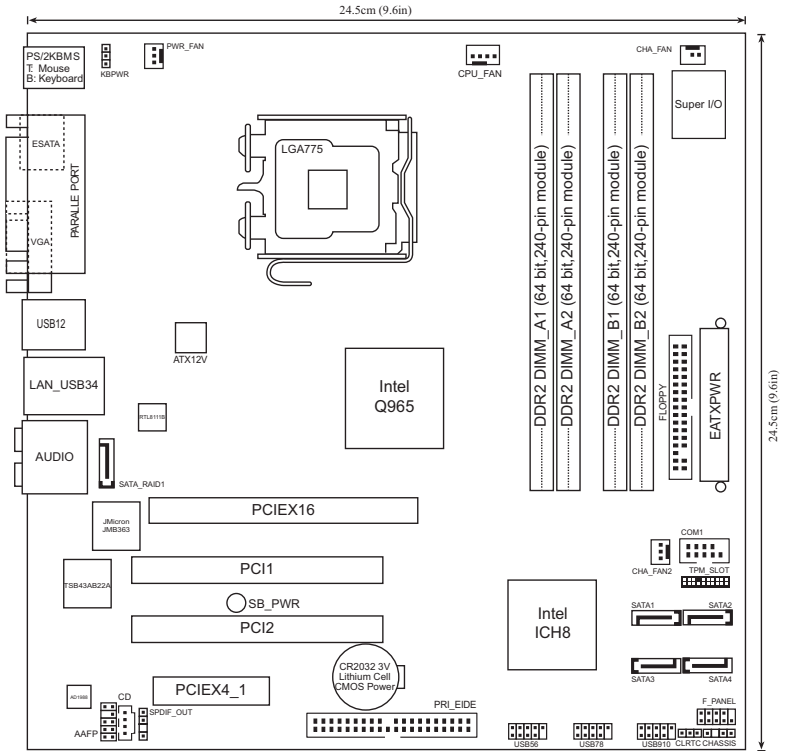 24.5cm (9.6in)
PS/2KBMS
T: Mouse
B: Keyboard
KBPWR
PWR_FAN
CPU_FAN
CHA_FAN
Super I/O
ESATA
PARALLE PORT
VGA
LGA775
DDR2 DIMM_A1 (64 bit,240-pin module)
DDR2 DIMM_A2 (64 bit,240-pin module)
DDR2 DIMM_B1 (64 bit,240-pin module)
DDR2 DIMM_B2 (64 bit,240-pin module)
USB12
ATX12V
LAN_USB34
Intel
Q965
FLOPPY
EATXPWR
24.5cm (9.6in)
RTL8111B
AUDIO
SATA_RAID1
PCIEX16
JMicron
JMB363
COM1
CHA_FAN2
TPM_SLOT
PCI1
TSB43AB22A
SB_PWR
PCI2
Intel
ICH8
SATA1
SATA2
SATA3
SATA4
CR2032 3V
Lithium Cell
CMOS Power
PCIEX4_1
AD1988
CD
SPDIF_OUT
AAFP
PRI_EIDE
F_PANEL
USB56
USB78
USB910
CLRTC
CHASSIS